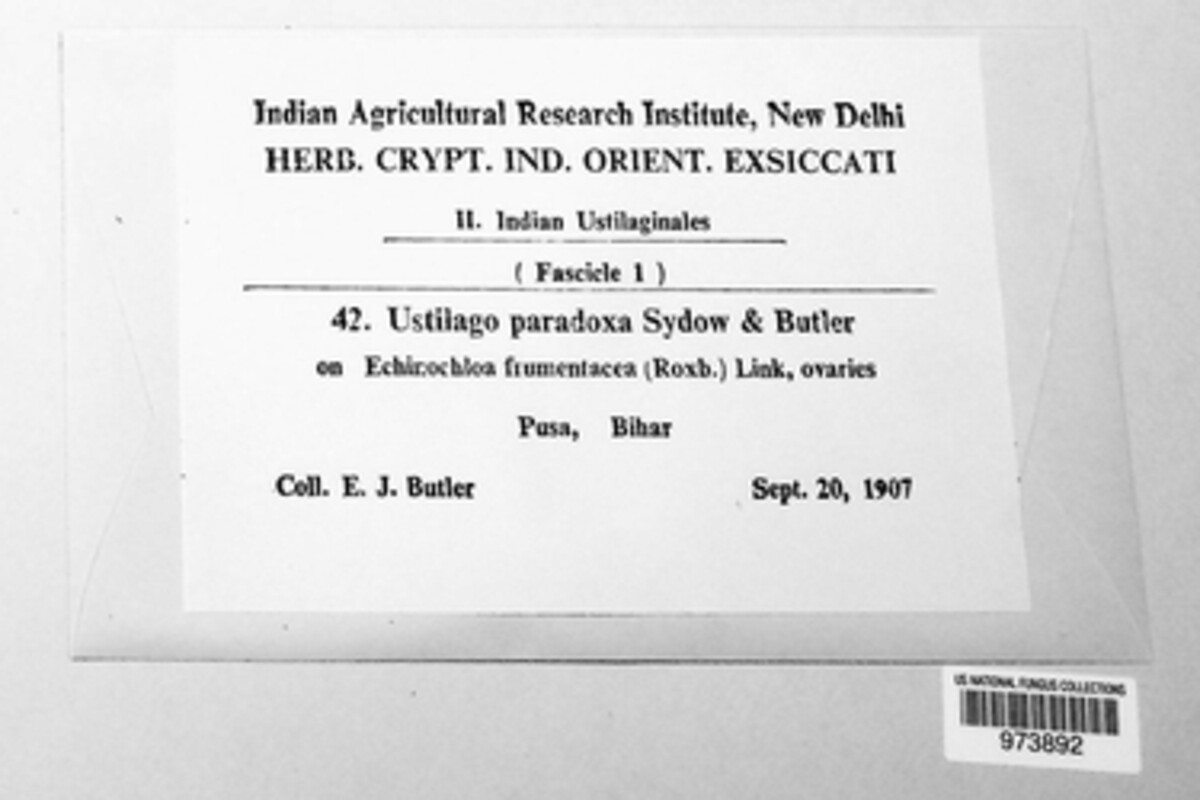 Indian Agricultural Research Institute, New Delhi
HERB. CRYPT. IND. ORIENT. EXSICCATI
II. Indian Ustilaginales
( Fascicle 1 )
42. Ustilago paradoxa Sydow & Butler
on Echinochloa frumentacea (Roxb.) Link, ovaries
Pusa, Bihar
Coll. E. J. Butler Sept. 20, 1907
US NATIONAL FUNGUS COLLECTIONS
973892